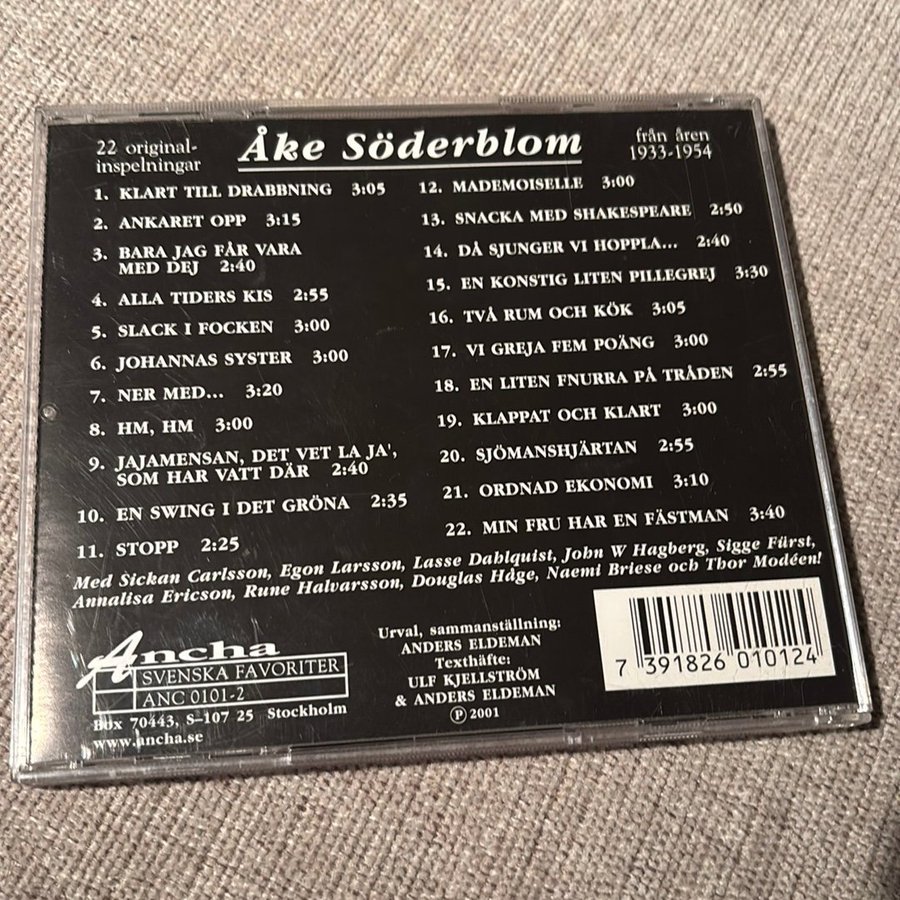 22 original-
inspelningar
Åke Söderblom
från åren
1933-1954
1. KLART TILL DRABBNING 3:05
2. ANKARET OPP 3:15
3. BARA JAG FÅR VARA
MED DEJ 2:40
4. ALLA TIDERS KIS 2:55
5. SLACK I FOCKEN 3:00
6. JOHANNAS SYSTER 3:00
7. NER MED... 3:20
8. HM, HM 3:00
9. JAJAMENSAN, DET VET LA JA',
SOM HAR VATT DÄR 2:40
10. EN SWING I DET GRÖNA 2:35
11. STOPP 2:25
12. MADEMOISELLE 3:00
13. SNACKA MED SHAKESPEARE 2:50
14. DÅ SJUNGER VI HOPPLA... 2:40
15. EN KONSTIG LITEN PILLEGREJ 3:30
16. TVÅ RUM OCH KÖK 3:05
17. VI GREJA FEM POÄNG 3:00
18. EN LITEN FNURRA PÅ TRÅDEN 2:55
19. KLAPPAT OCH KLART 3:00
20. SJÖMANSHJÄRTAN 2:55
21. ORDNAD EKONOMI 3:10
22. MIN FRU HAR EN FÄSTMAN 3:40
Med Sickan Carlsson, Egon Larsson, Lasse Dahlquist, John W Hagberg, Sigge Fürst,
Annalisa Ericson, Rune Halvarsson, Douglas Håge, Naemi Briese och Thor Modéen!
Ancha
SVENSKA FAVORITER
ANC 0101-2
Box 70443, S-107 25 Stockholm
www.ancha.se
Urval, sammanställning:
ANDERS ELDEMAN
Texthäfte:
ULF KJELLSTRÖM
& ANDERS ELDEMAN
Ⓟ 2001
7 391826 010124